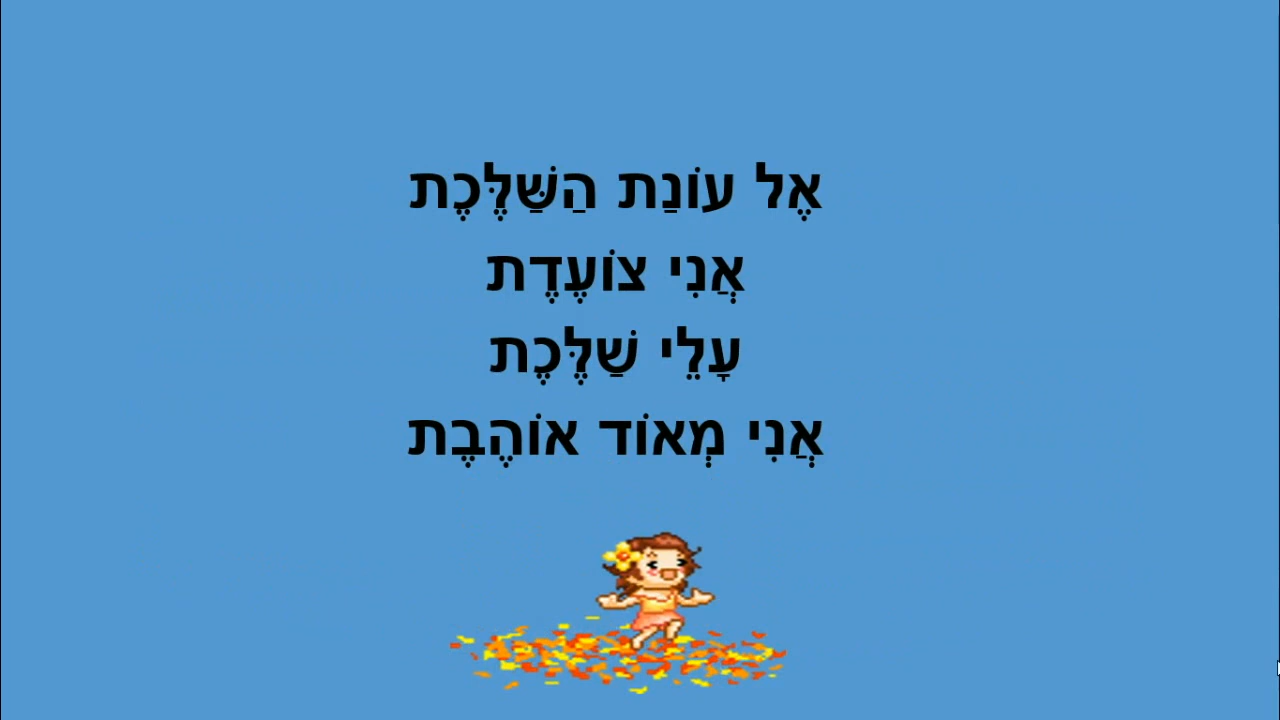 אֶל עוֹנַת הַשַּׁלֶּכֶת
אֲנִי צוֹעֶדֶת
עָלֵי שַׁלֶּכֶת
אֲנִי מְאוֹד אוֹהֶבֶת